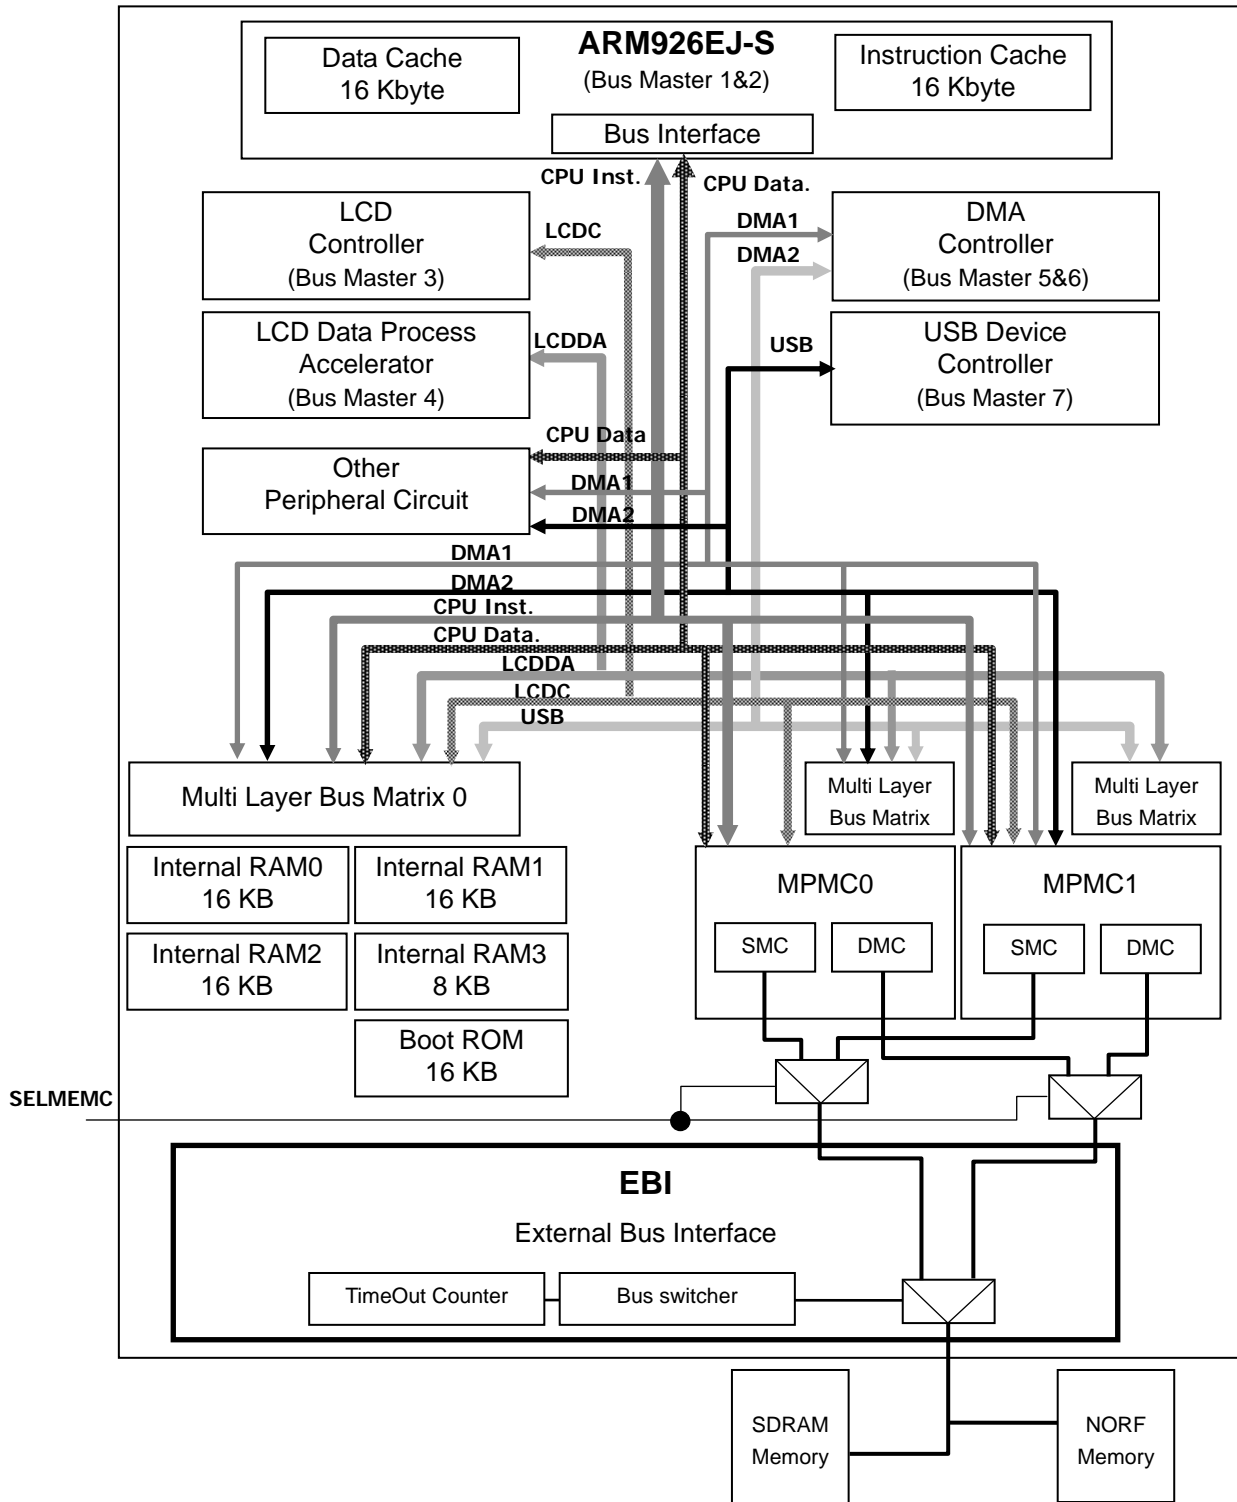 ARM926EJ-S
(Bus Master 1&2)
Data Cache
16 Kbyte
Instruction Cache
16 Kbyte
Bus Interface
CPU Inst.
CPU Data.
LCD
Controller
(Bus Master 3)
LCDC
DMA1
DMA2
DMA
Controller
(Bus Master 5&6)
LCD Data Process
Accelerator
(Bus Master 4)
LCDDA
USB
USB Device
Controller
(Bus Master 7)
Other
Peripheral Circuit
CPU Data
DMA1
DMA2
DMA1
DMA2
CPU Inst.
CPU Data.
LCDDA
LCDC
USB
Multi Layer Bus Matrix 0
Multi Layer
Bus Matrix
Multi Layer
Bus Matrix
Internal RAM0
16 KB
Internal RAM1
16 KB
Internal RAM2
16 KB
Internal RAM3
8 KB
Boot ROM
16 KB
MPMC0
SMC
DMC
MPMC1
SMC
DMC
SELMEMC
EBI
External Bus Interface
TimeOut Counter
Bus switcher
SDRAM
Memory
NORF
Memory